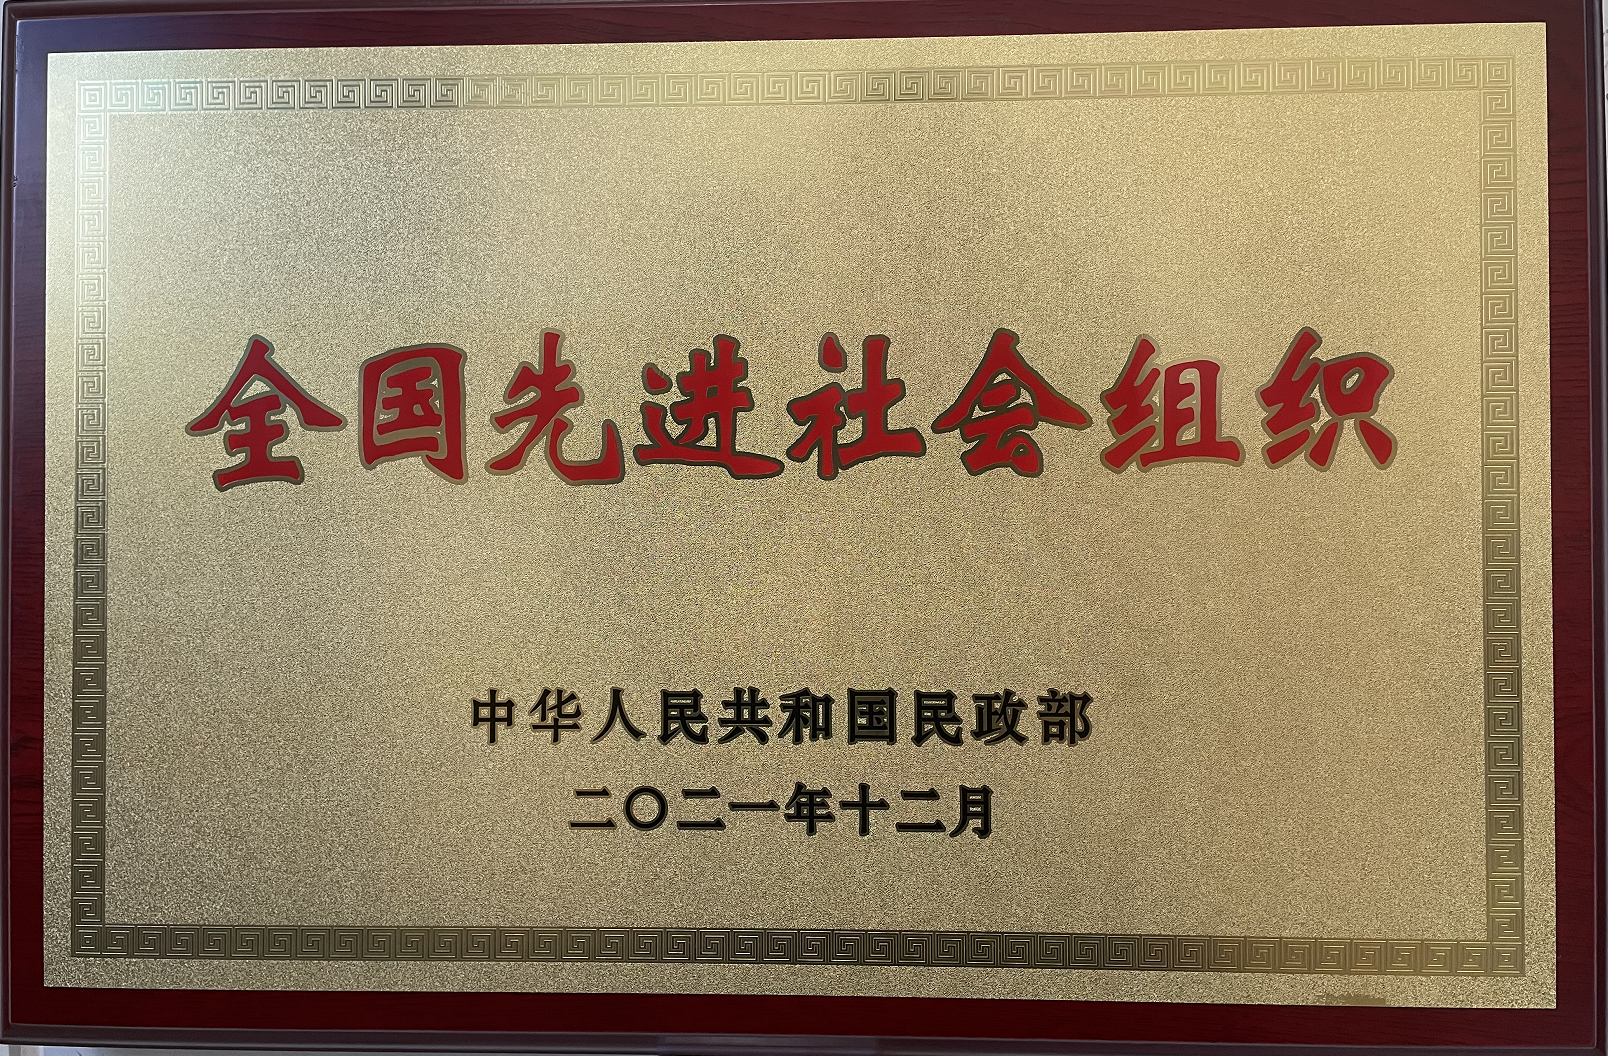 全国先进社会组织
中华人民共和国民政部
二〇二一年十二月